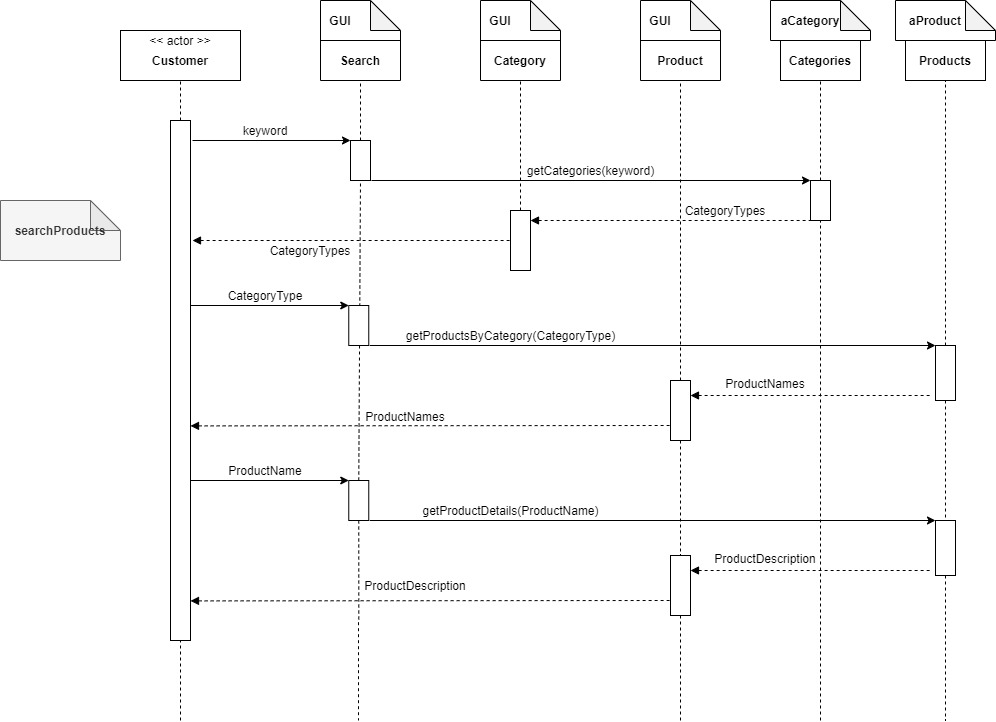 GUI
GUI
GUI
aCategory
aProduct
<< actor >>
Customer
Search
Category
Product
Categories
Products
keyword
getCategories(keyword)
CategoryTypes
searchProducts
CategoryTypes
CategoryType
getProductsByCategory(CategoryType)
ProductNames
ProductNames
ProductName
getProductDetails(ProductName)
ProductDescription
ProductDescription